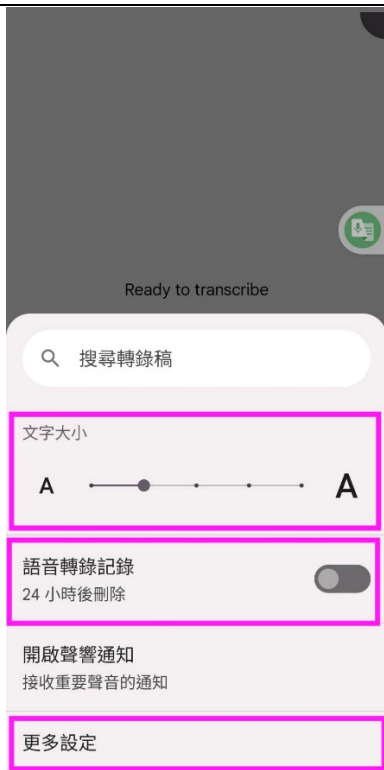 Ready to transcribe
搜尋轉錄稿
文字大小
A A
語音轉錄記錄
24 小時後刪除
開啟聲響通知
接收重要聲音的通知
更多設定